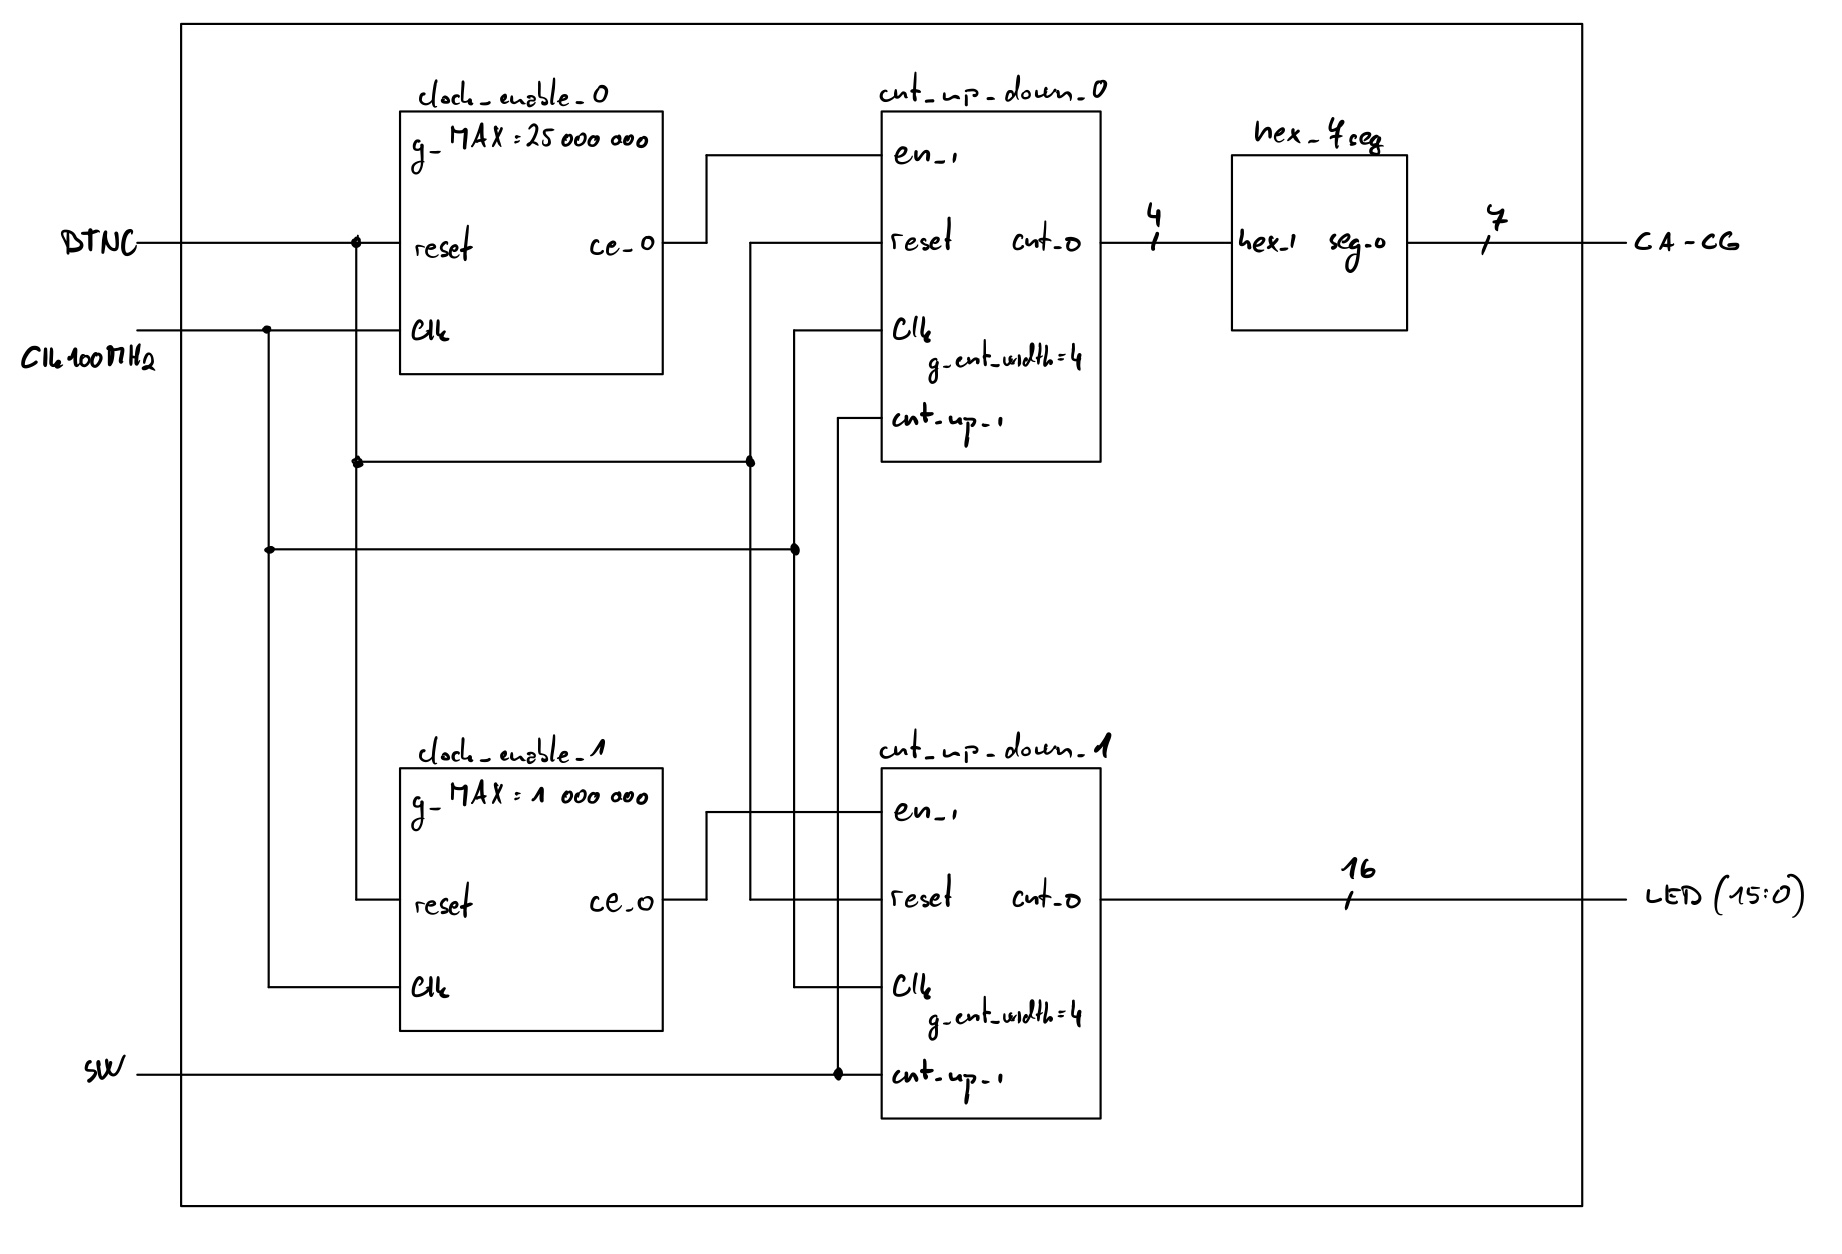 clock_enable_0
g_MAX=25 000 000
reset
ce_o
clk
BTNC
Clk100MHz
cnt_up_down_0
en_i
reset
cnt_o
clk
g_cnt_width=4
cnt_up_i
4
hex_7seg
hex_i
seg_o
7
CA-CG
clock_enable_1
g_MAX=1 000 000
reset
ce_o
clk
SW
cnt_up_down_1
en_i
reset
cnt_o
clk
g_cnt_width=4
cnt_up_i
16
LED (15:0)